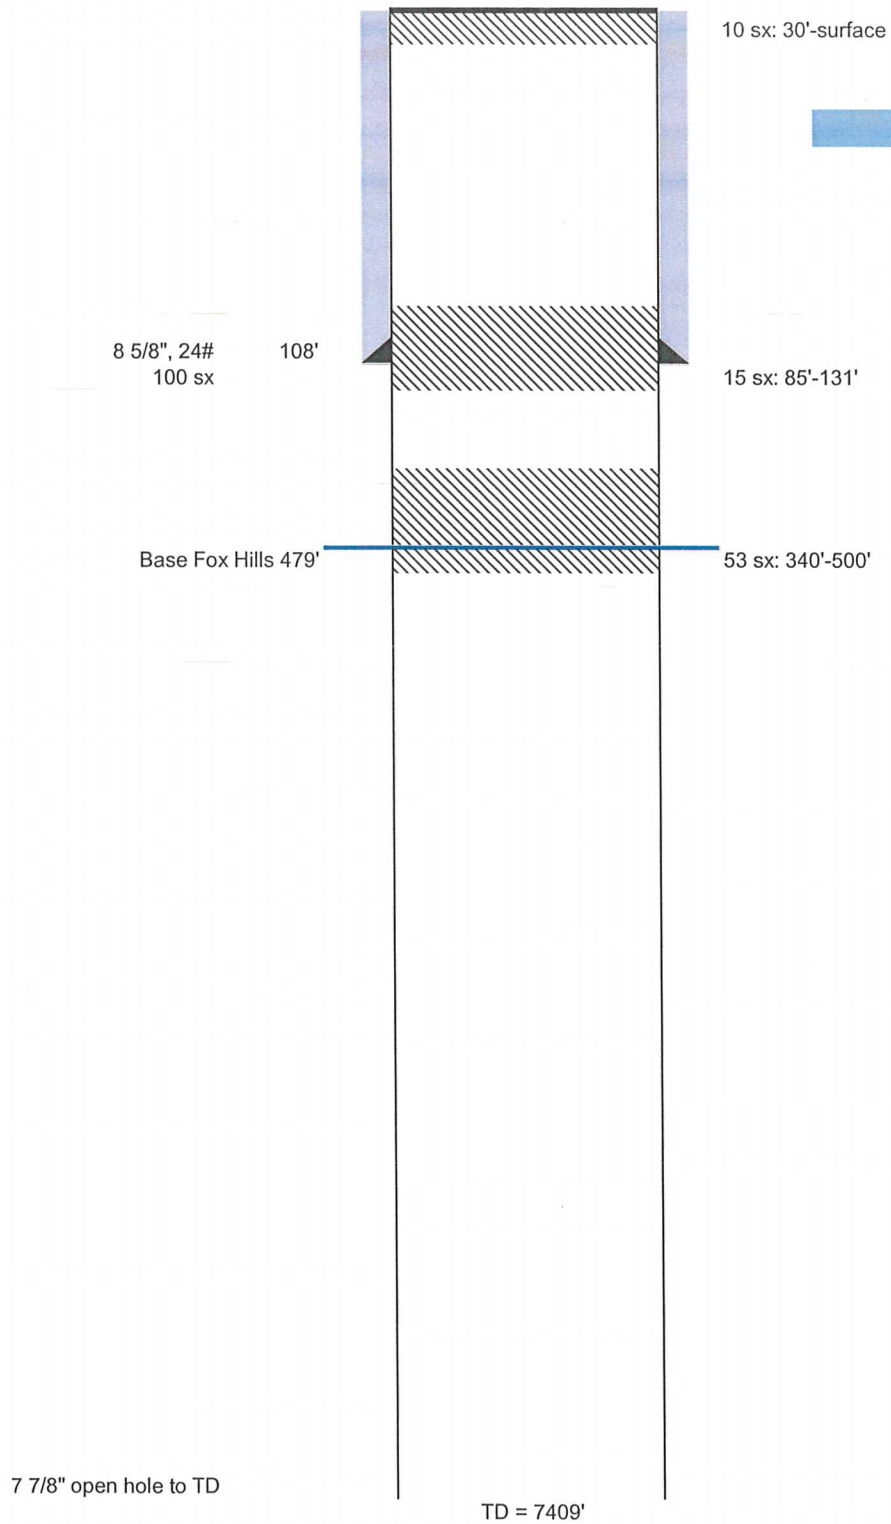 10 sx: 30'-surface
8 5/8", 24# 108'
100 sx
15 sx: 85'-131'
Base Fox Hills 479'
53 sx: 340'-500'
7 7/8" open hole to TD
TD = 7409'